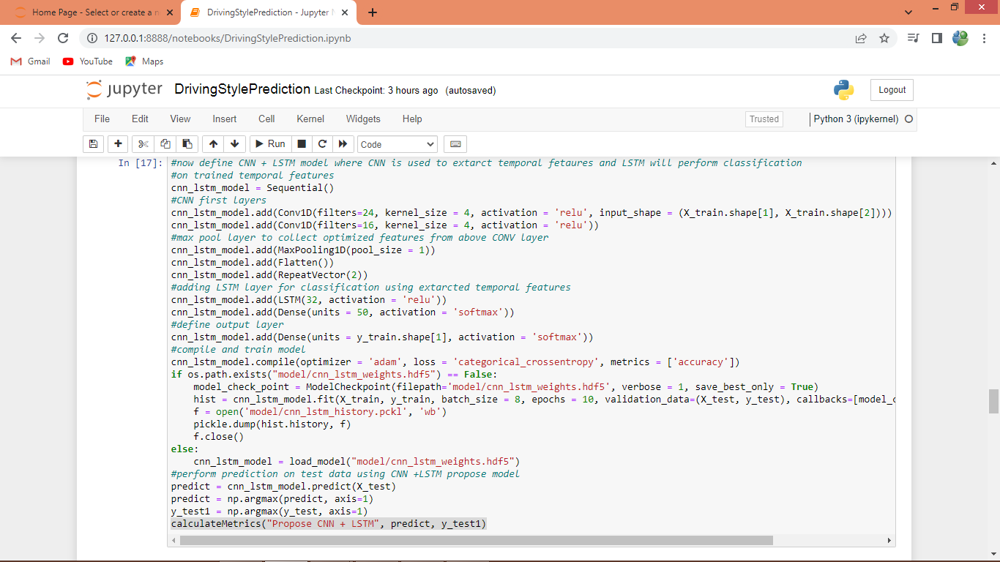 Home Page - Select or create a n
DrivingStylePrediction - Jupyter N
127.0.0.1:8888/notebooks/DrivingStylePrediction.ipynb
Gmail
YouTube
Maps
jupyter DrivingStylePrediction Last Checkpoint: 3 hours ago (autosaved)
Logout
File Edit View Insert Cell Kernel Widgets Help
Trusted
Python 3 (ipykernel)
Run
Code
In [17]:
#now define CNN + LSTM model where CNN is used to extarct temporal fetaures and LSTM will perform classification
#on trained temporal features
cnn_lstm_model = Sequential()
#CNN first layers
cnn_lstm_model.add(Conv1D(filters=24, kernel_size = 4, activation = 'relu', input_shape = (X_train.shape[1], X_train.shape[2])))
cnn_lstm_model.add(Conv1D(filters=16, kernel_size = 4, activation = 'relu'))
#max pool layer to collect optimized features from above CONV layer
cnn_lstm_model.add(MaxPooling1D(pool_size = 1))
cnn_lstm_model.add(Flatten())
cnn_lstm_model.add(RepeatVector(2))
#adding LSTM layer for classification using extarcted temporal features
cnn_lstm_model.add(LSTM(32, activation = 'relu'))
cnn_lstm_model.add(Dense(units = 50, activation = 'softmax'))
#define output layer
cnn_lstm_model.add(Dense(units = y_train.shape[1], activation = 'softmax'))
#compile and train model
cnn_lstm_model.compile(optimizer = 'adam', loss = 'categorical_crossentropy', metrics = ['accuracy'])
if os.path.exists("model/cnn_lstm_weights.hdf5") == False:
    model_check_point = ModelCheckpoint(filepath='model/cnn_lstm_weights.hdf5', verbose = 1, save_best_only = True)
    hist = cnn_lstm_model.fit(X_train, y_train, batch_size = 8, epochs = 10, validation_data=(X_test, y_test), callbacks=[model_c
    f = open('model/cnn_lstm_history.pckl', 'wb')
    pickle.dump(hist.history, f)
    f.close()
else:
    cnn_lstm_model = load_model("model/cnn_lstm_weights.hdf5")
#perform prediction on test data using CNN +LSTM propose model
predict = cnn_lstm_model.predict(X_test)
predict = np.argmax(predict, axis=1)
y_test1 = np.argmax(y_test, axis=1)
calculateMetrics("Propose CNN + LSTM", predict, y_test1)